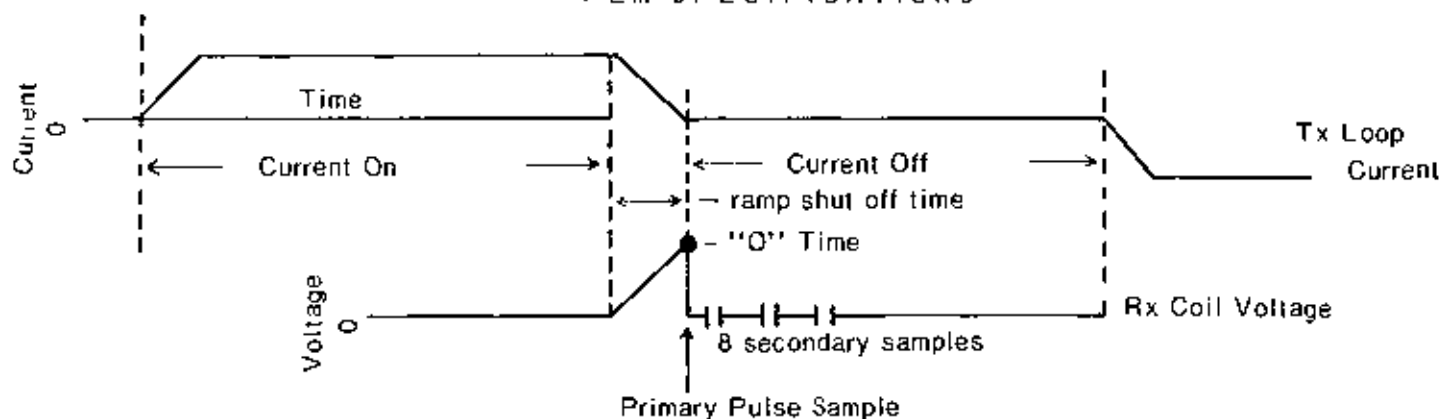 Current
0
Time
Current On
Current Off
Tx Loop
Current
ramp shut off time
"O" Time
Voltage
0
Rx Coil Voltage
8 secondary samples
Primary Pulse Sample